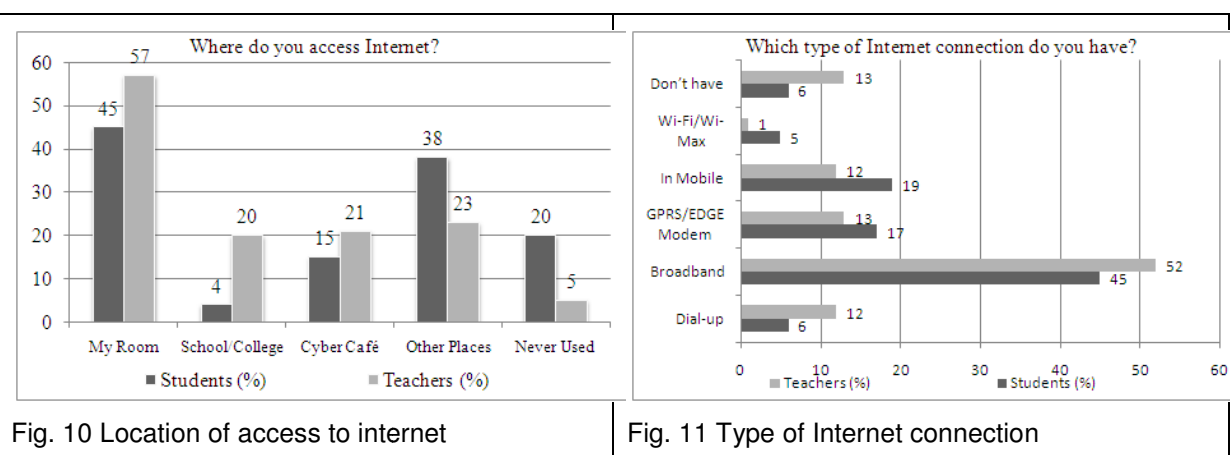 Where do you access Internet?
60
50
40
30
20
10
0
45
57
4
20
15
21
38
23
20
5
My Room
School/College
Cyber Café
Other Places
Never Used
Students (%)
Teachers (%)
Fig. 10 Location of access to internet
Which type of Internet connection do you have?
Don't have
13
6
Wi-Fi/Wi-
Max
1
5
In Mobile
12
19
GPRS/EDGE
Modem
13
17
Broadband
52
45
Dial-up
12
6
0
10
20
30
40
50
60
Teachers (%)
Students (%)
Fig. 11 Type of Internet connection